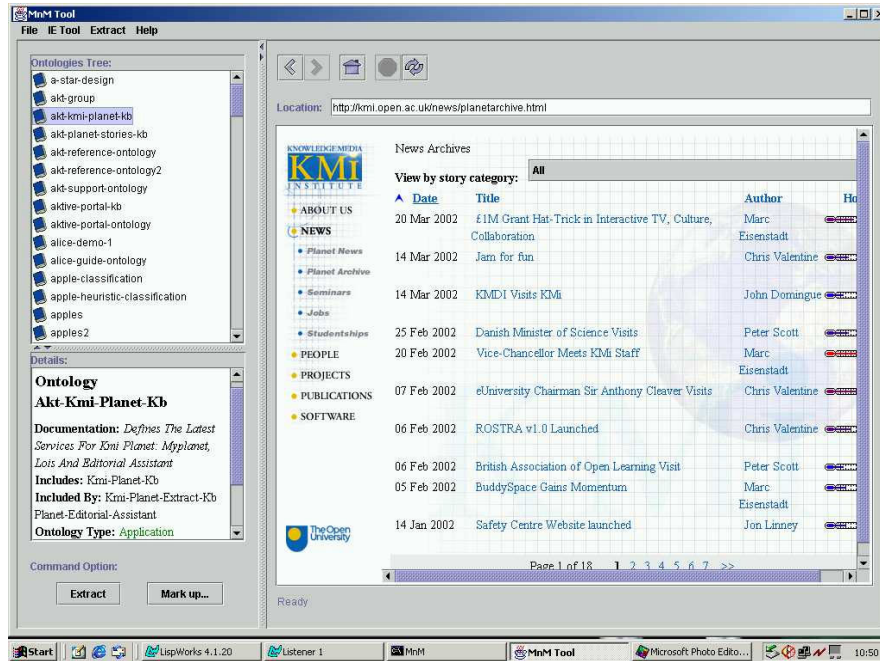 MnM Tool
File IE Tool Extract Help
Ontologies Tree:
a-star-design
akt-group
akt-kmi-planet-kb
akt-planet-stories-kb
akt-reference-ontology
akt-reference-ontology2
akt-support-ontology
aktive-portal-kb
aktive-portal-ontology
alice-demo-1
alice-guide-ontology
apple-classification
apple-heuristic-classification
apples
apples2
Details:
Ontology
Akt-Kmi-Planet-Kb
Documentation: Defines The Latest
Services For Kmi Planet: Myplanet,
Lois And Editorial Assistant
Includes: Kmi-Planet-Kb
Included By: Kmi-Planet-Extract-Kb
Planet-Editorial-Assistant
Ontology Type: Application
Command Option:
Extract Mark up...
Location: http://kmi.open.ac.uk/news/planetarchive.html
KNOWLEDGE MEDIA
KMi
INSTITUTE
ABOUT US
NEWS
Planet News
Planet Archive
Seminars
Jobs
Studentships
PEOPLE
PROJECTS
PUBLICATIONS
SOFTWARE
The Open
University
News Archives
View by story category: All
Date Title Author Ho
20 Mar 2002 £1M Grant Hat-Trick in Interactive TV, Culture, Marc
Collaboration Eisenstadt
14 Mar 2002 Jam for fun Chris Valentine
14 Mar 2002 KMDI Visits KMi John Domingue
25 Feb 2002 Danish Minister of Science Visits Peter Scott
20 Feb 2002 Vice-Chancellor Meets KMi Staff Marc
Eisenstadt
07 Feb 2002 eUniversity Chairman Sir Anthony Cleaver Visits Chris Valentine
06 Feb 2002 ROSTRA v1.0 Launched Chris Valentine
06 Feb 2002 British Association of Open Learning Visit Peter Scott
05 Feb 2002 BuddySpace Gains Momentum Marc
Eisenstadt
14 Jan 2002 Safety Centre Website launched Jon Linney
Page 1 of 18 1 2 3 4 5 6 7 >>
Ready
Start LispWorks 4.1.20 Listener 1 MnM MnM Tool Microsoft Photo Edito... 10:50